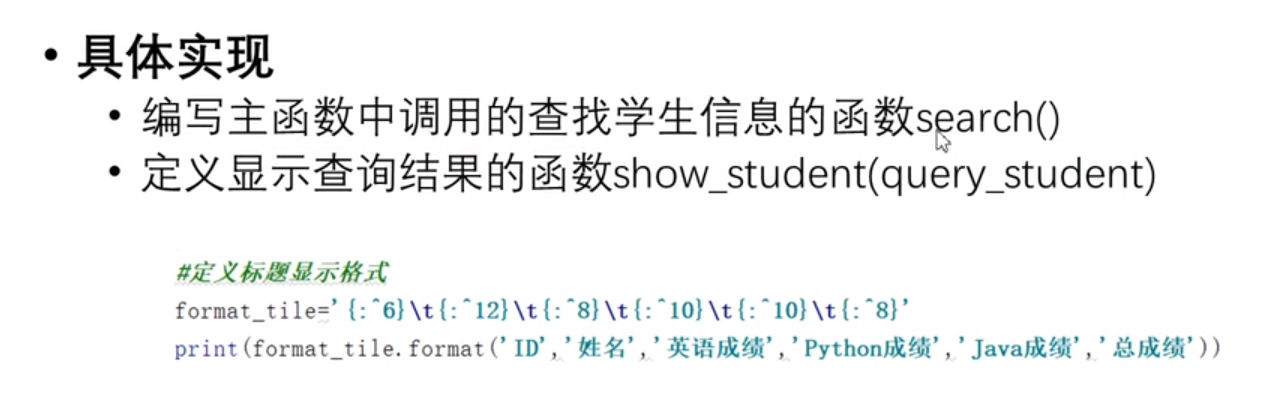 • 具体实现
• 编写主函数中调用的查找学生信息的函数search()
• 定义显示查询结果的函数show_student(query_student)
#定义标题显示格式
format_tile='{:^6}\t{:^12}\t{:^8}\t{:^10}\t{:^10}\t{:^8}'
print(format_tile.format('ID','姓名','英语成绩','Python成绩','Java成绩','总成绩'))